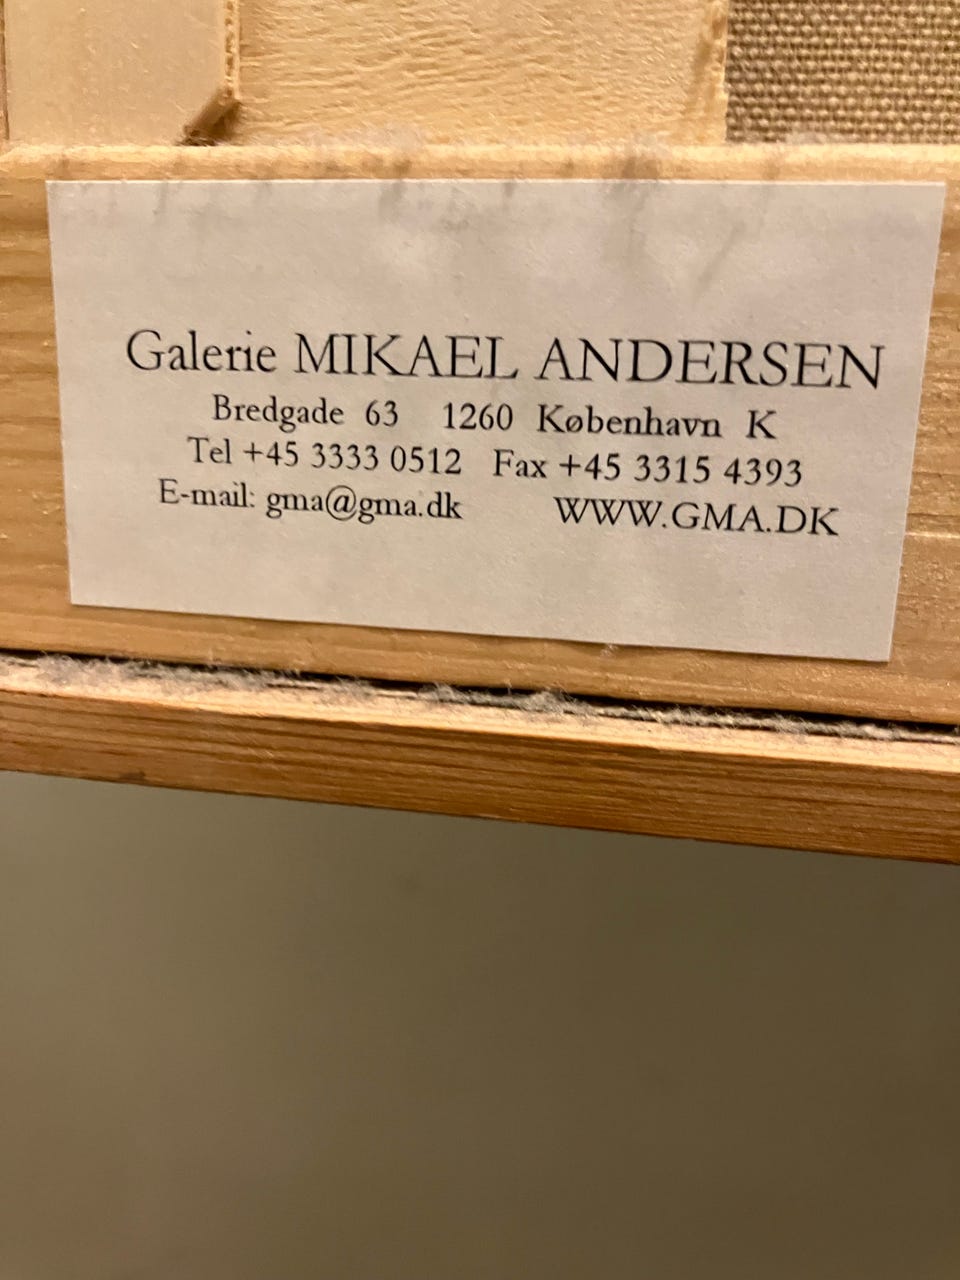 Galerie MIKAEL ANDERSEN
Bredgade 63 1260 København K
Tel +45 3333 0512 Fax +45 3315 4393
E-mail: gma@gma.dk WWW.GMA.DK